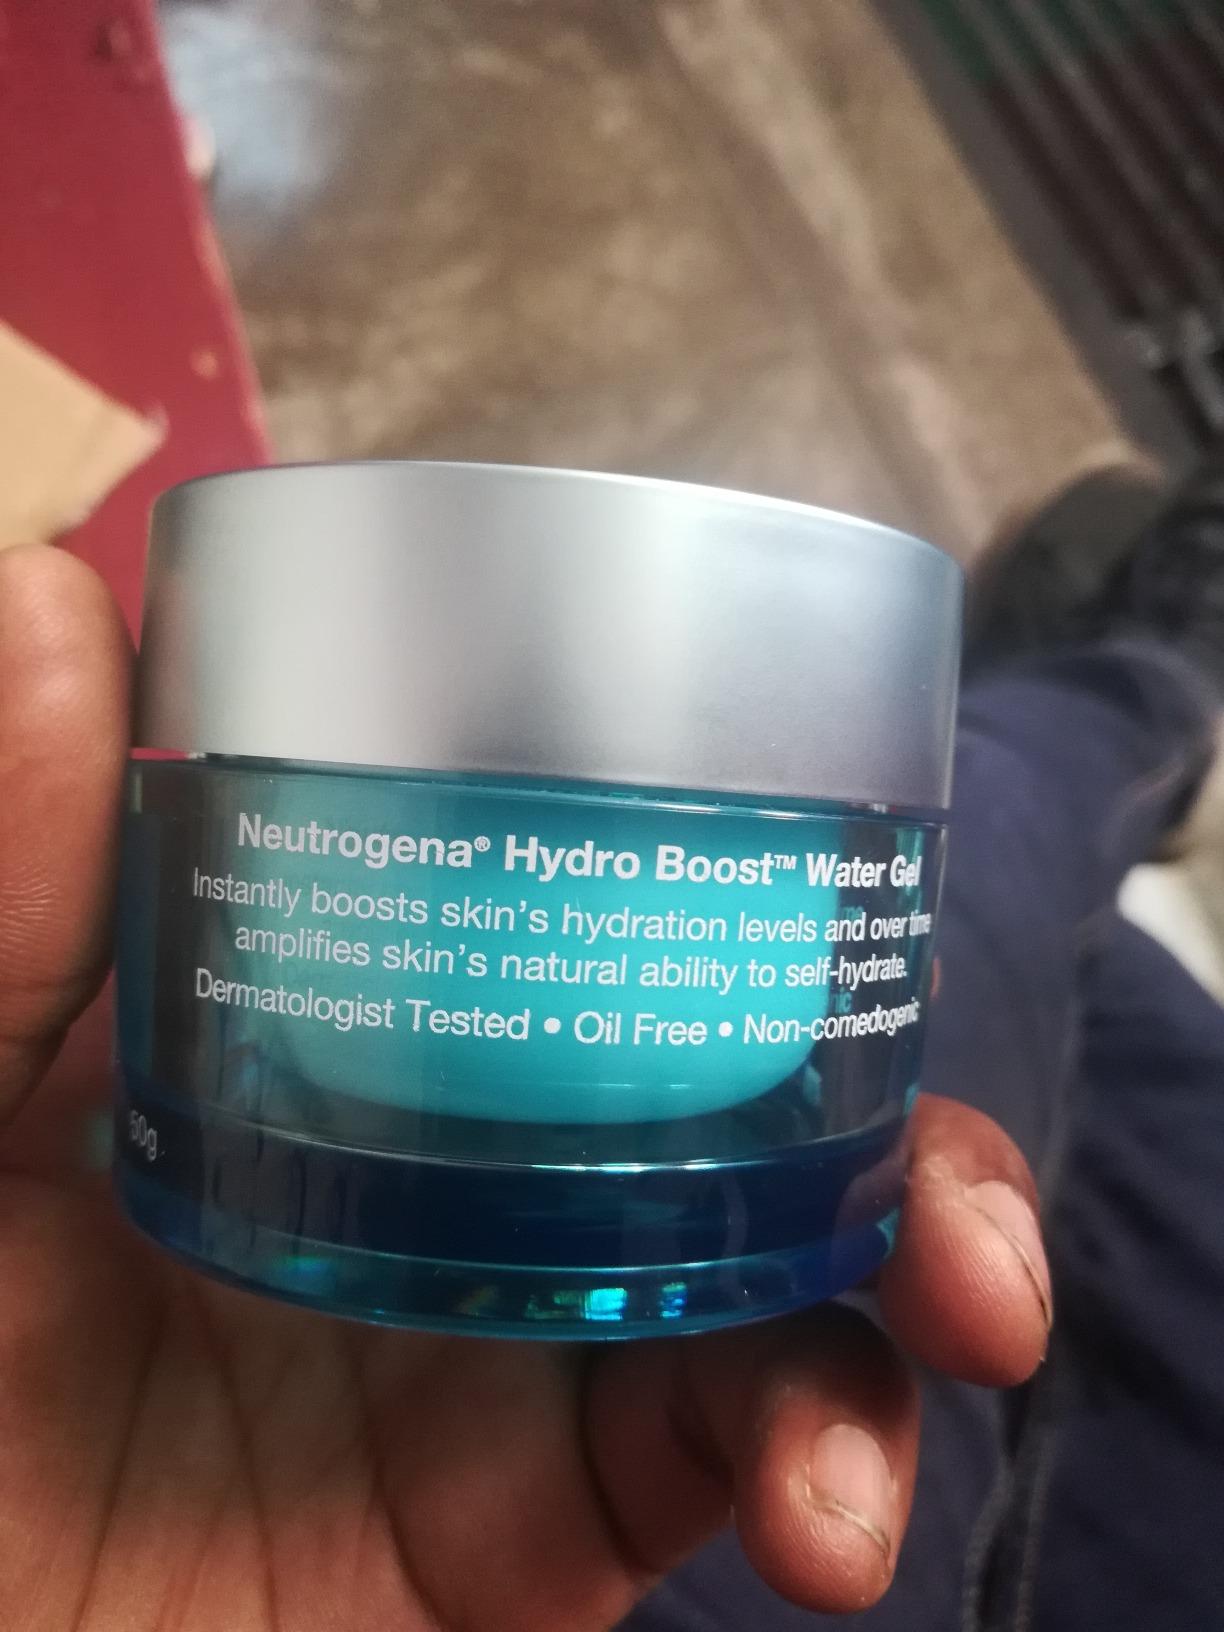 Neutrogena® Hydro Boost™ Water Gel
Instantly boosts skin's hydration levels and over time
amplifies skin's natural ability to self-hydrate.
Dermatologist Tested • Oil Free • Non-comedogenic
50g